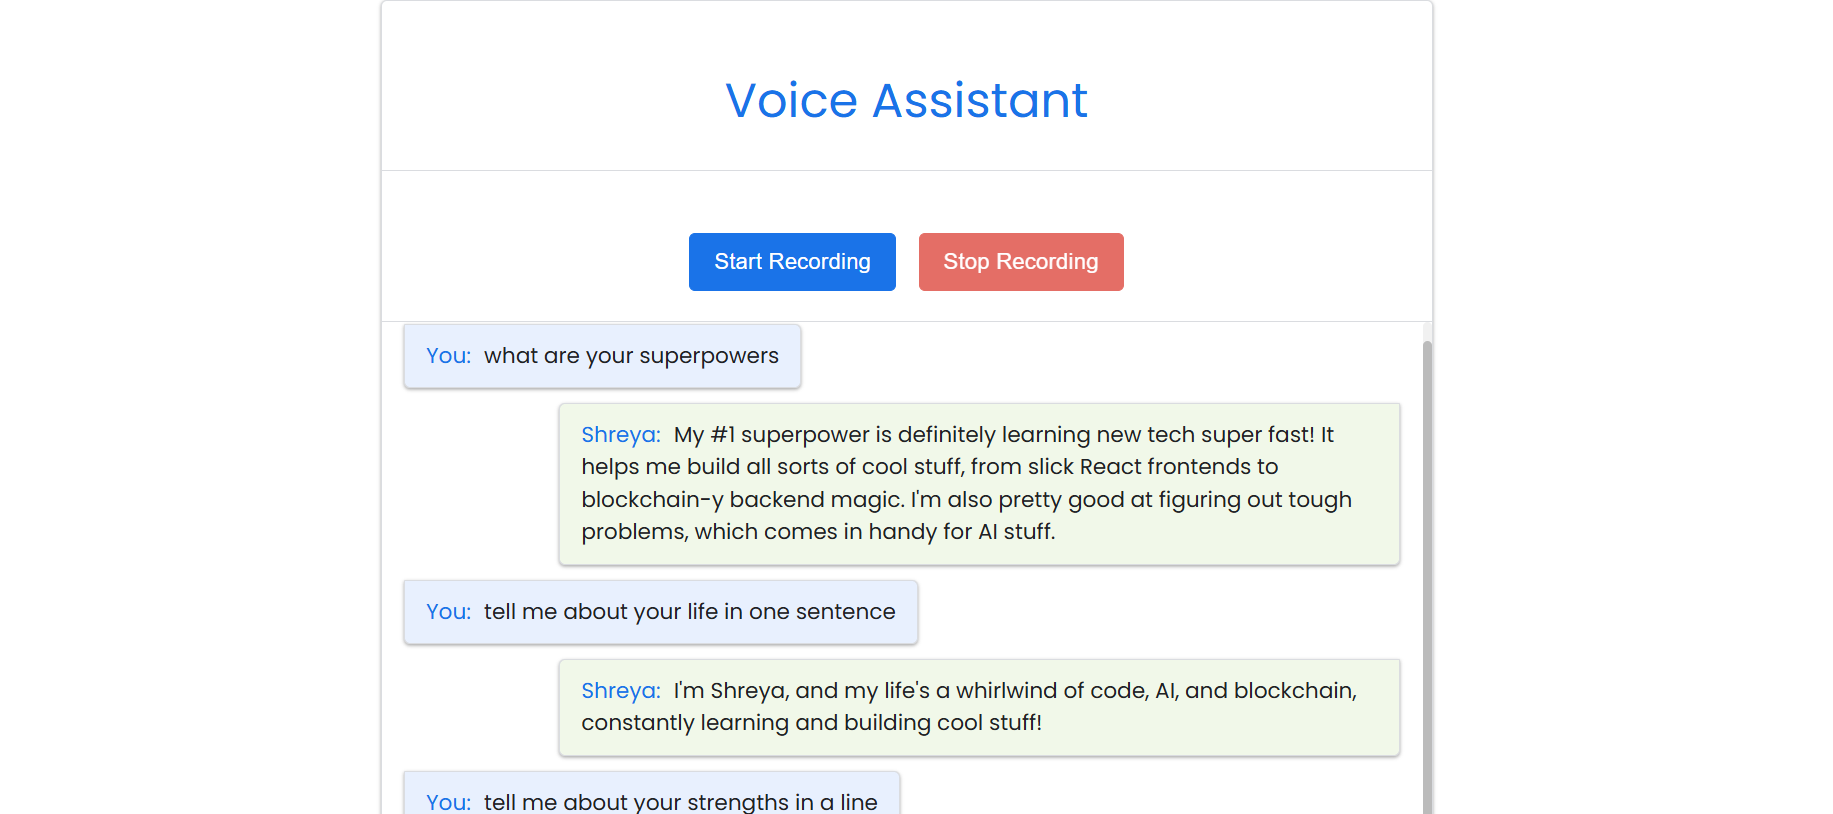 Voice Assistant
Start Recording Stop Recording
You: what are your superpowers
Shreya: My #1 superpower is definitely learning new tech super fast! It
helps me build all sorts of cool stuff, from slick React frontends to
blockchain-y backend magic. I'm also pretty good at figuring out tough
problems, which comes in handy for AI stuff.
You: tell me about your life in one sentence
Shreya: I'm Shreya, and my life's a whirlwind of code, AI, and blockchain,
constantly learning and building cool stuff!
You: tell me about your strengths in a line